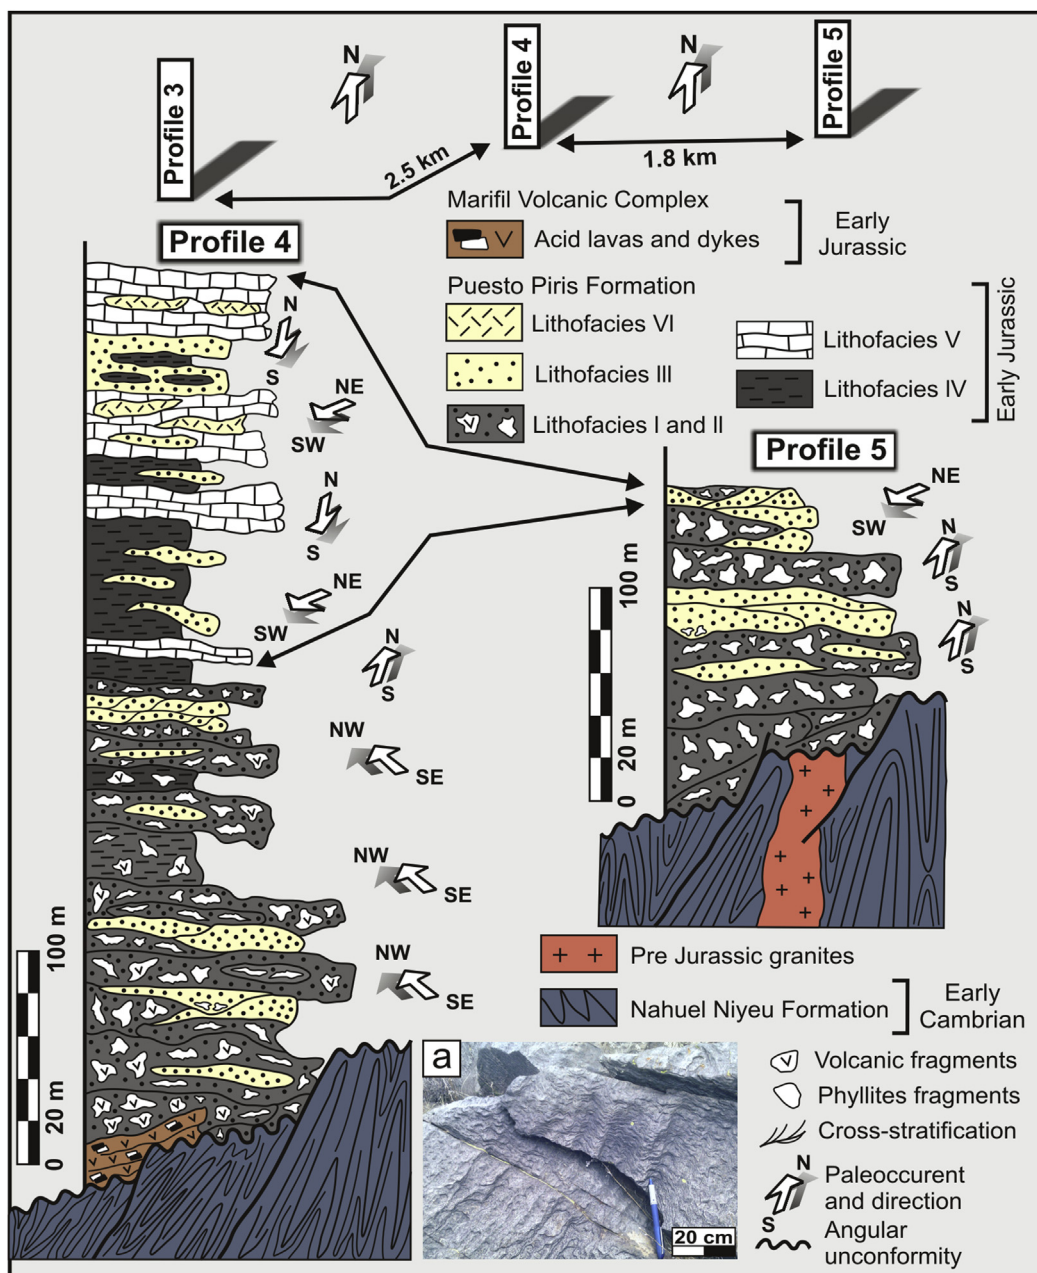 Profile 3
N
Profile 4
N
Profile 5
2.5 km
1.8 km
Marifil Volcanic Complex
Acid lavas and dykes
Early
Jurassic
Puesto Piris Formation
Lithofacies VI
Lithofacies III
Lithofacies I and II
Lithofacies V
Lithofacies IV
Early Jurassic
Profile 4
N
S
NE
SW
N
S
NE
SW
N
S
NW
SE
NW
SE
NW
SE
100 m
20 m
0
Profile 5
NE
SW
N
S
N
S
100 m
20 m
0
Pre Jurassic granites
Nahuel Niyeu Formation
Early
Cambrian
a
20 cm
Volcanic fragments
Phyllites fragments
Cross-stratification
N
S
Paleoccurent
and direction
Angular
unconformity